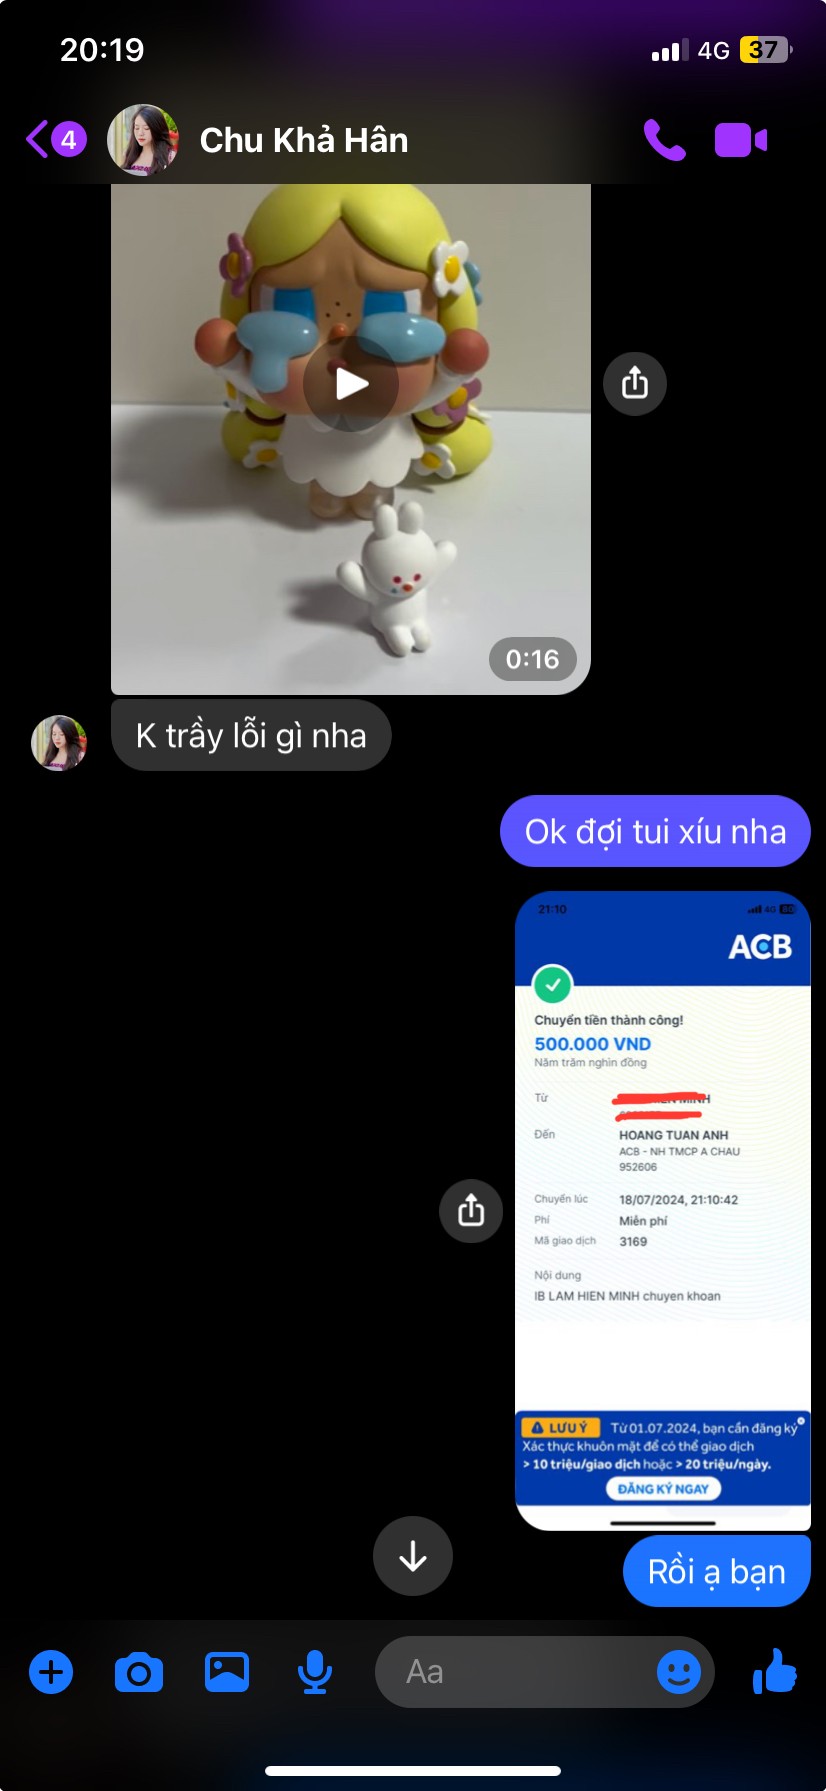 20:19
4G
37
4
Chu Khả Hân
0:16
K trầy lỗi gì nha
Ok đợi tui xíu nha
21:10
4G
ACB
Chuyển tiền thành công!
500.000 VND
Năm trăm nghìn đồng
Từ
MINH
Đến
HOANG TUAN ANH
ACB - NH TMCP A CHAU
952606
Chuyển lúc
18/07/2024, 21:10:42
Phí
Miễn phí
Mã giao dịch
3169
Nội dung
IB LAM HIEN MINH chuyen khoan
LƯU Ý Từ 01.07.2024, bạn cần đăng ký
Xác thực khuôn mặt để có thể giao dịch
> 10 triệu/giao dịch hoặc > 20 triệu/ngày.
ĐĂNG KÝ NGAY
Rồi ạ bạn
Aa